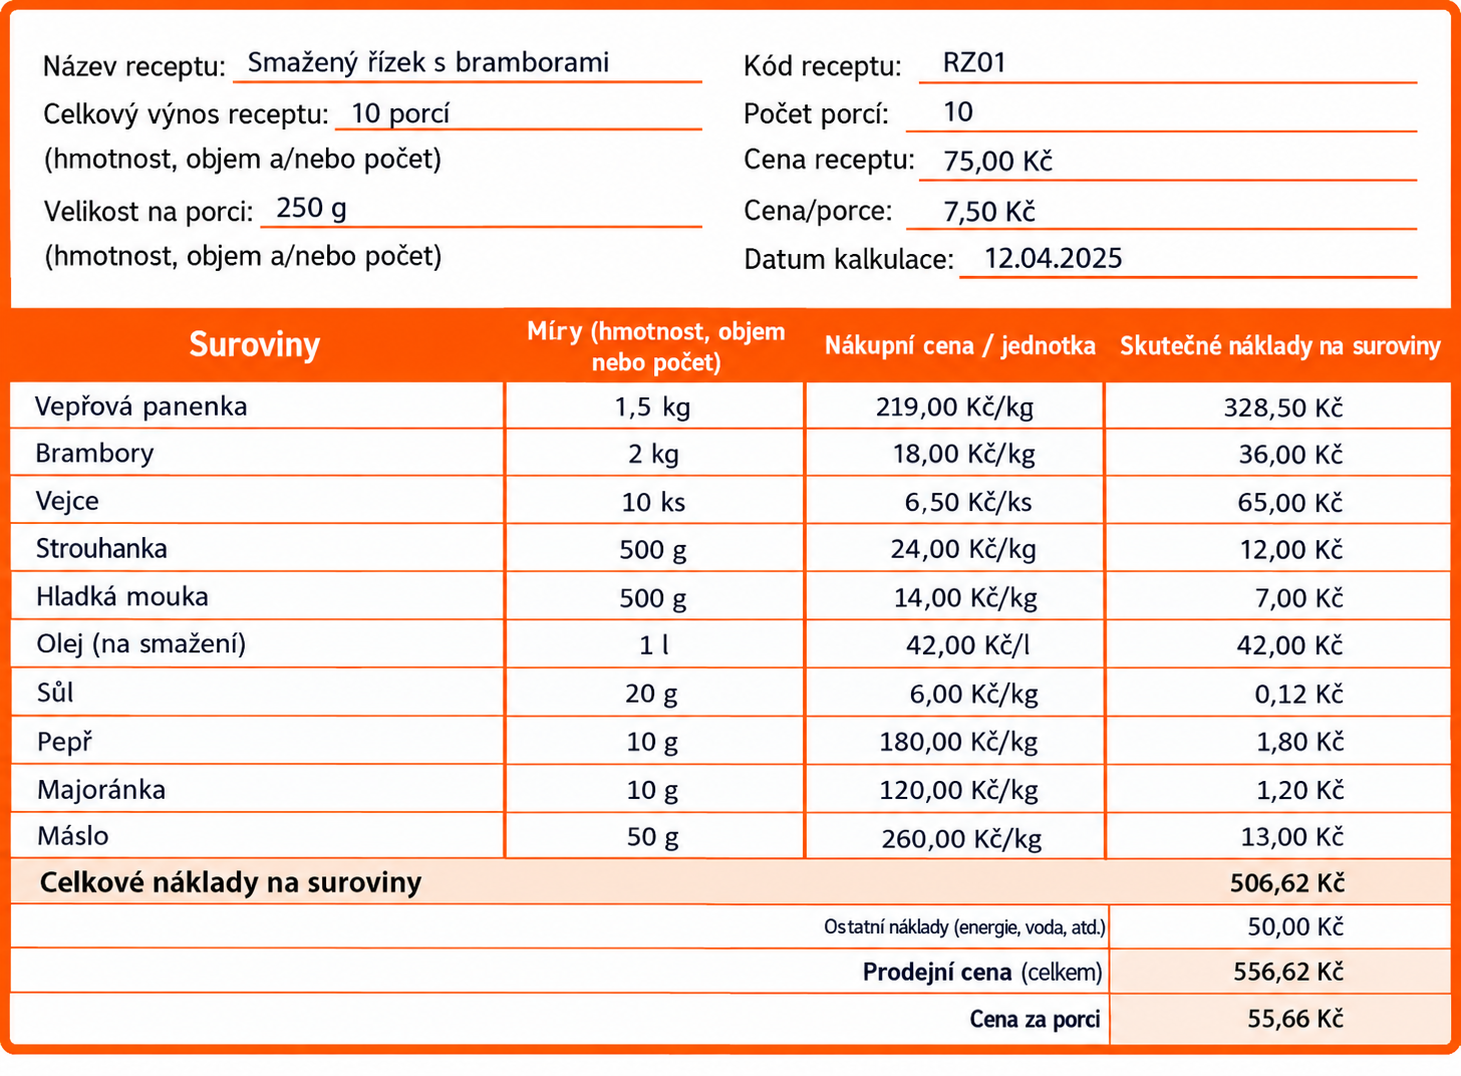 Název receptu: Smažený řízek s bramborami
Celkový výnos receptu: 10 porcí
(hmotnost, objem a/nebo počet)
Velikost na porci: 250 g
(hmotnost, objem a/nebo počet)
Kód receptu: RZ01
Počet porcí: 10
Cena receptu: 75,00 Kč
Cena/porce: 7,50 Kč
Datum kalkulace: 12.04.2025
Suroviny Míry (hmotnost, objem nebo počet) Nákupní cena / jednotka Skutečné náklady na suroviny
Vepřová panenka 1,5 kg 219,00 Kč/kg 328,50 Kč
Brambory 2 kg 18,00 Kč/kg 36,00 Kč
Vejce 10 ks 6,50 Kč/ks 65,00 Kč
Strouhanka 500 g 24,00 Kč/kg 12,00 Kč
Hladká mouka 500 g 14,00 Kč/kg 7,00 Kč
Olej (na smažení) 1 l 42,00 Kč/l 42,00 Kč
Sůl 20 g 6,00 Kč/kg 0,12 Kč
Pepř 10 g 180,00 Kč/kg 1,80 Kč
Majoránka 10 g 120,00 Kč/kg 1,20 Kč
Máslo 50 g 260,00 Kč/kg 13,00 Kč
Celkové náklady na suroviny 506,62 Kč
Ostatní náklady (energie, voda, atd.) 50,00 Kč
Prodejní cena (celkem) 556,62 Kč
Cena za porci 55,66 Kč